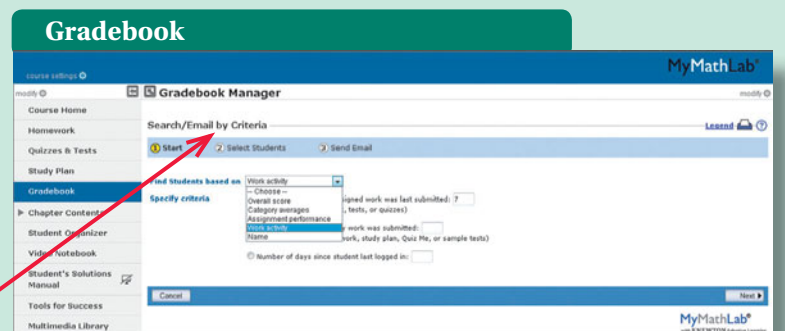 Gradebook
MyMathLab®
course settings
modify
Gradebook Manager
modify
Course Home
Homework
Quizzes & Tests
Study Plan
Gradebook
Chapter Contents
Student Organizer
Video Notebook
Student's Solutions
Manual
Tools for Success
Multimedia Library
Search/Email by Criteria
Legend
1 Start 2 Select Students 3 Send Email
Find Students based on Work activity
-- Choose --
Overall score
Category averages
Assignment performance
Work activity
Name
Specify criteria
signed work was last submitted: 7
, tests, or quizzes)
work was submitted:
work, study plan, Quiz Me, or sample tests)
Number of days since student last logged in:
Cancel Next
MyMathLab®